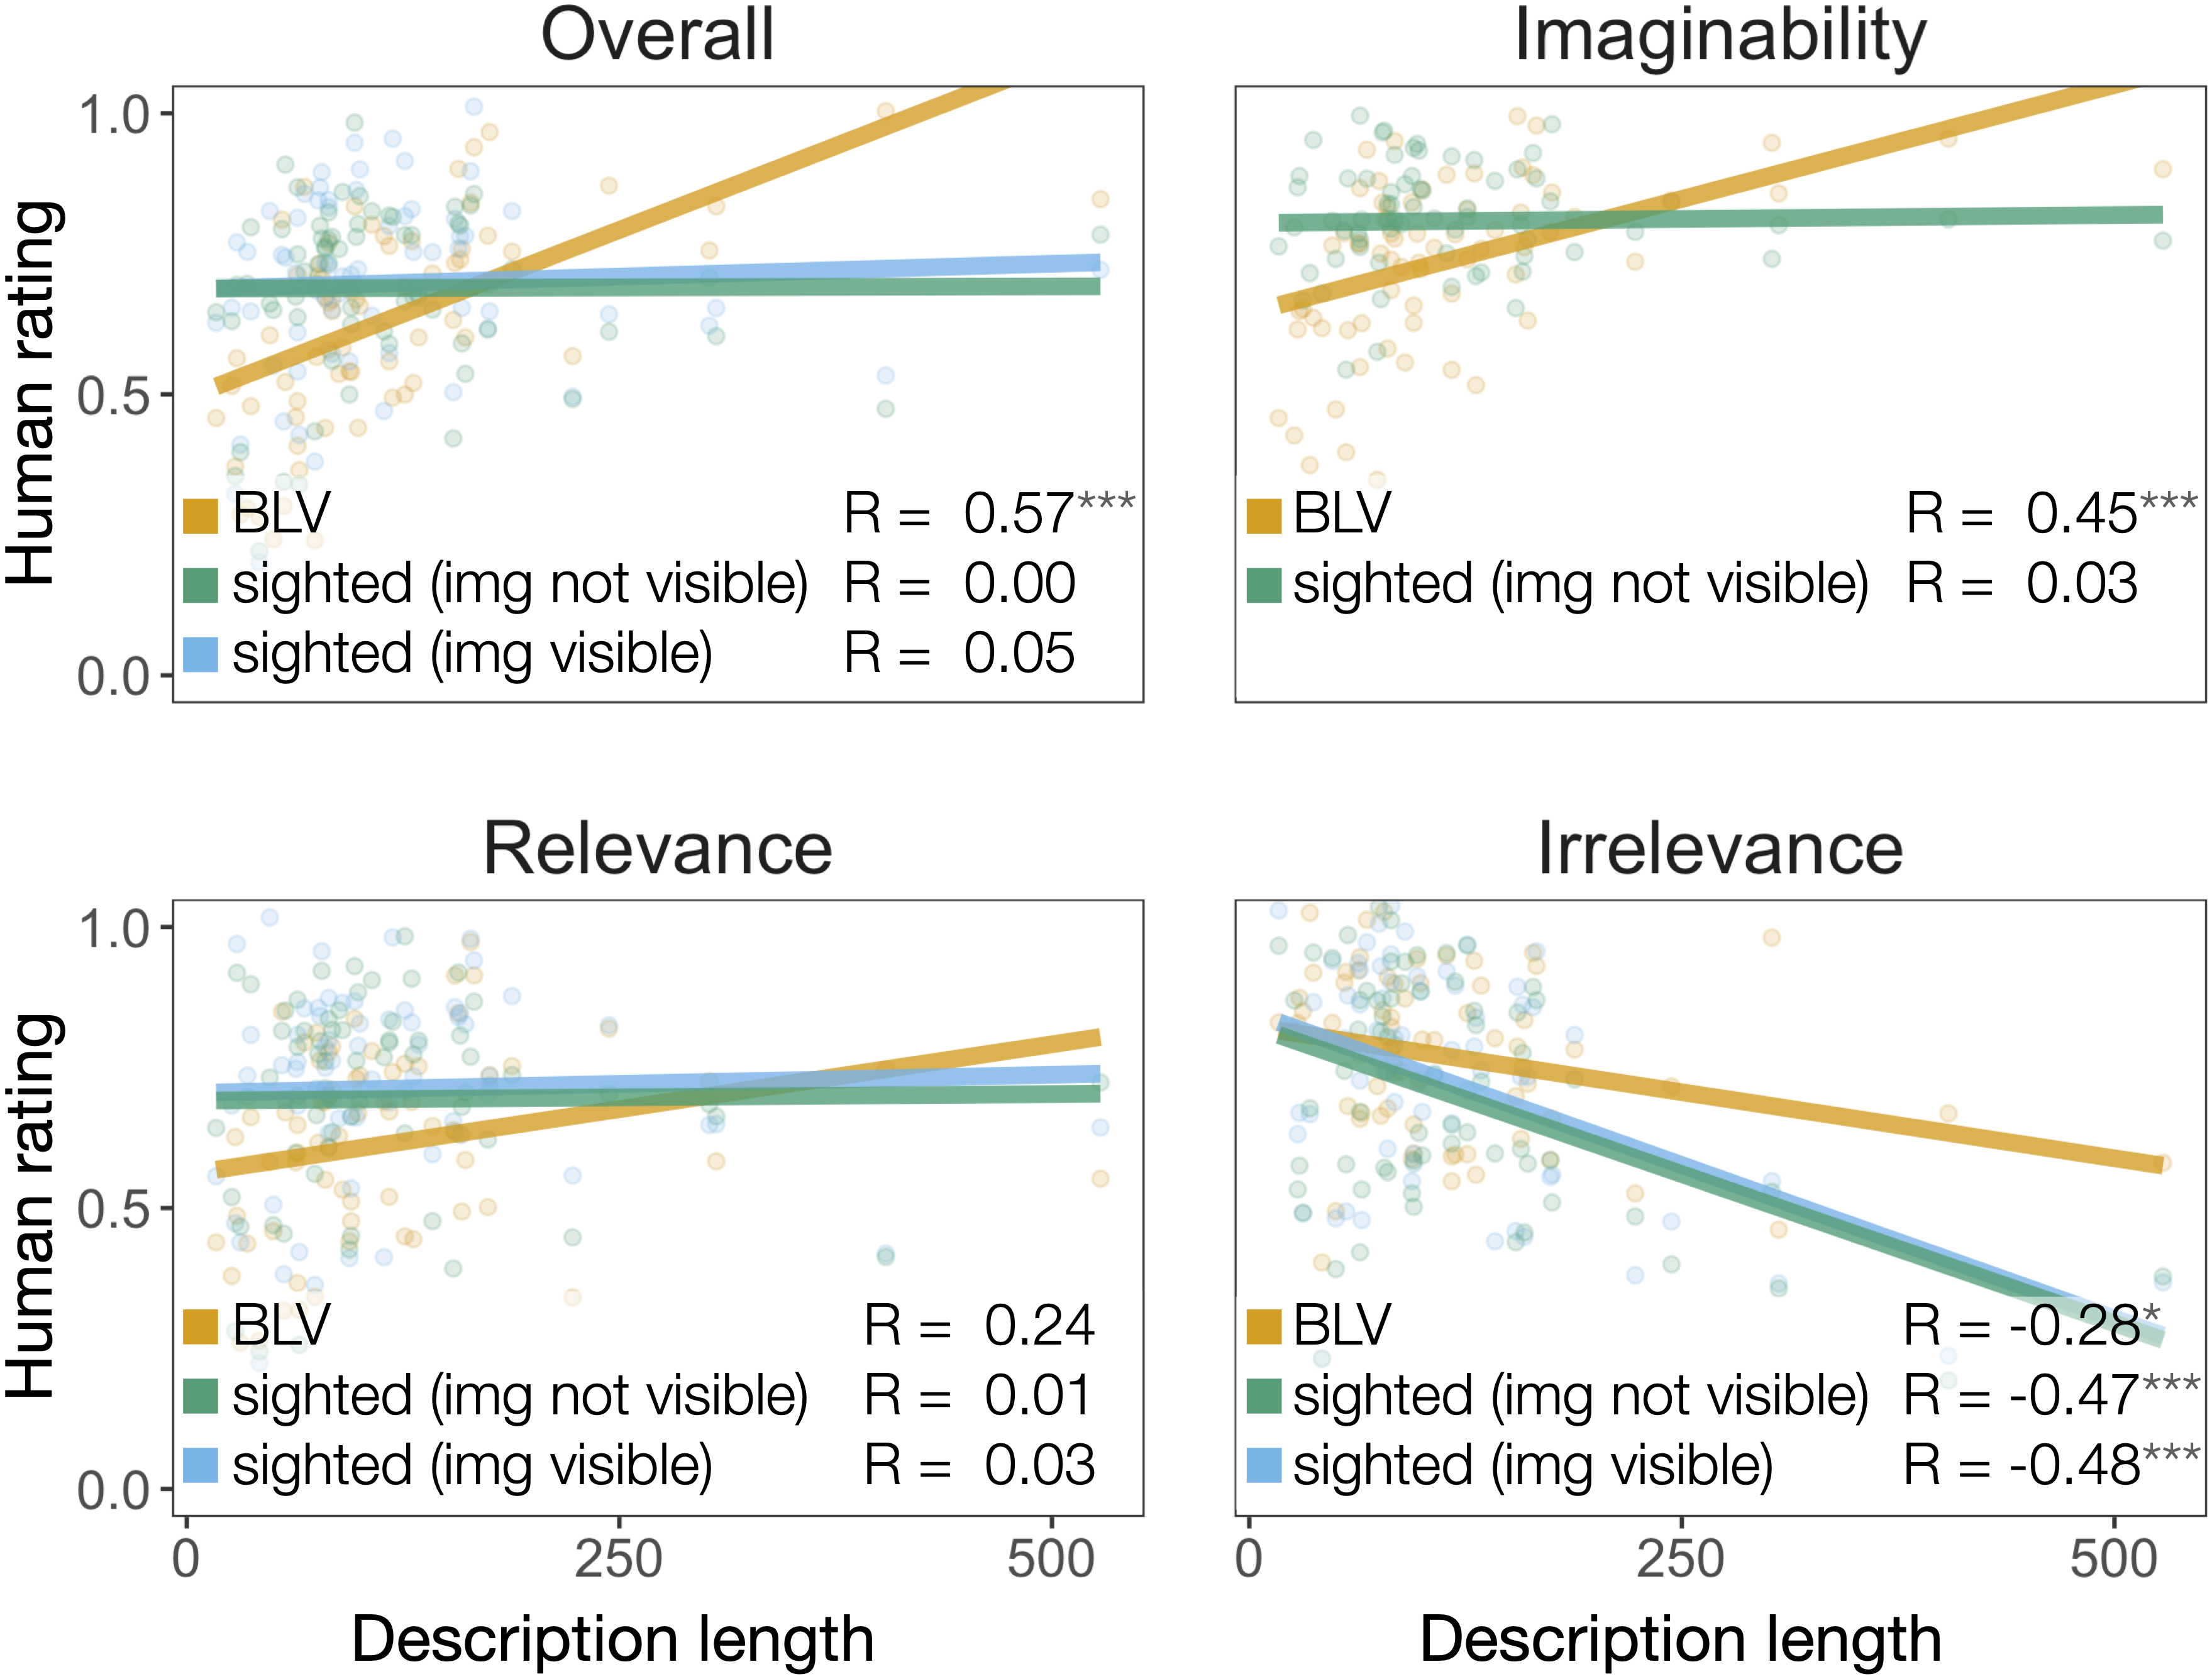 Overall
Human rating
1.0
0.5
0.0
BLV R = 0.57***
sighted (img not visible) R = 0.00
sighted (img visible) R = 0.05
Imaginability
BLV R = 0.45***
sighted (img not visible) R = 0.03
Relevance
Human rating
1.0
0.5
0.0
BLV R = 0.24
sighted (img not visible) R = 0.01
sighted (img visible) R = 0.03
0 250 500
Description length
Irrelevance
BLV R = -0.28*
sighted (img not visible) R = -0.47***
sighted (img visible) R = -0.48***
0 250 500
Description length